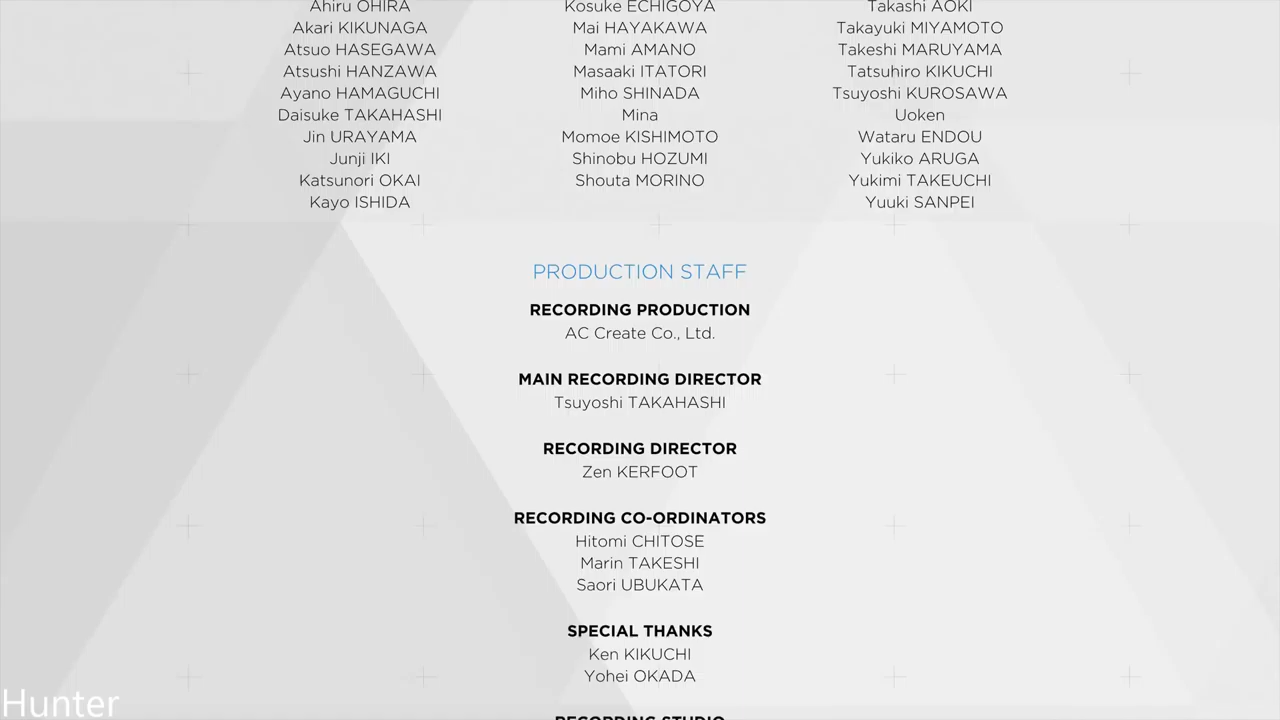 Ahiru OHIRA
Akari KIKUNAGA
Atsuo HASEGAWA
Atsushi HANZAWA
Ayano HAMAGUCHI
Daisuke TAKAHASHI
Jin URAYAMA
Junji IKI
Katsunori OKAI
Kayo ISHIDA
Kosuke ECHIGOYA
Mai HAYAKAWA
Mami AMANO
Masaaki ITATORI
Miho SHINADA
Mina
Momoe KISHIMOTO
Shinobu HOZUMI
Shouta MORINO
Takashi AOKI
Takayuki MIYAMOTO
Takeshi MARUYAMA
Tatsuhiro KIKUCHI
Tsuyoshi KUROSAWA
Uoken
Wataru ENDOU
Yukiko ARUGA
Yukimi TAKEUCHI
Yuuki SANPEI
PRODUCTION STAFF
RECORDING PRODUCTION
AC Create Co., Ltd.
MAIN RECORDING DIRECTOR
Tsuyoshi TAKAHASHI
RECORDING DIRECTOR
Zen KERFOOT
RECORDING CO-ORDINATORS
Hitomi CHITOSE
Marin TAKESHI
Saori UBUKATA
SPECIAL THANKS
Ken KIKUCHI
Yohei OKADA
RECORDING STUDIO
Hunter